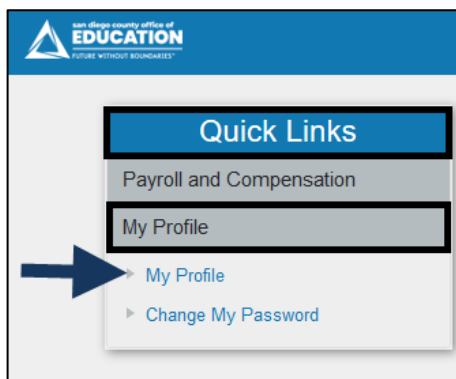 san diego county office of
EDUCATION
FUTURE WITHOUT BOUNDARIES™
Quick Links
Payroll and Compensation
My Profile
My Profile
Change My Password